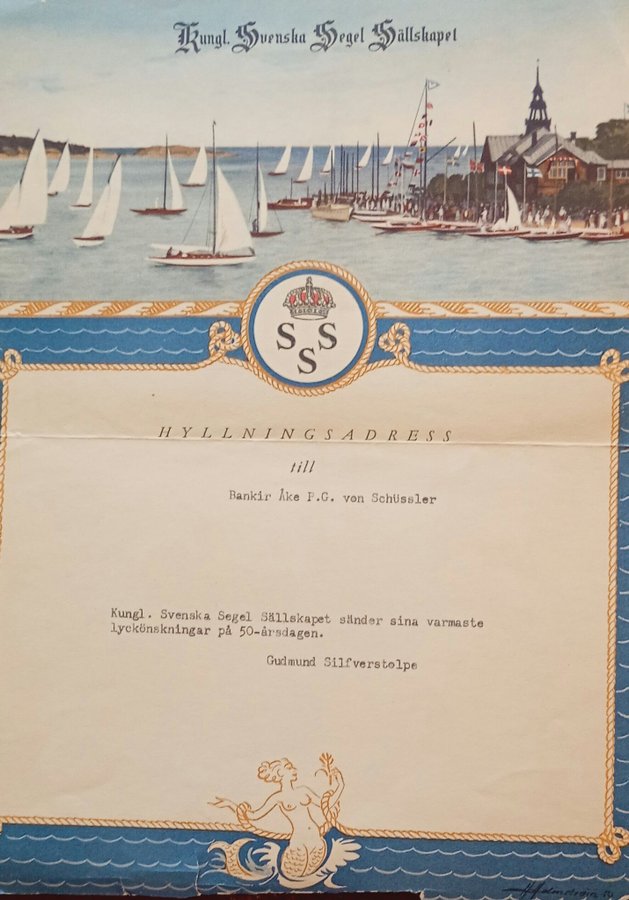 Kungl. Svenska Segel Sällskapet
S S
S
HYLLNINGSADRESS
till
Bankir Åke P.G. von Schüssler
Kungl. Svenska Segel Sällskapet sänder sina varmaste
lyckönskningar på 50-årsdagen.
Gudmund Silfverstolpe